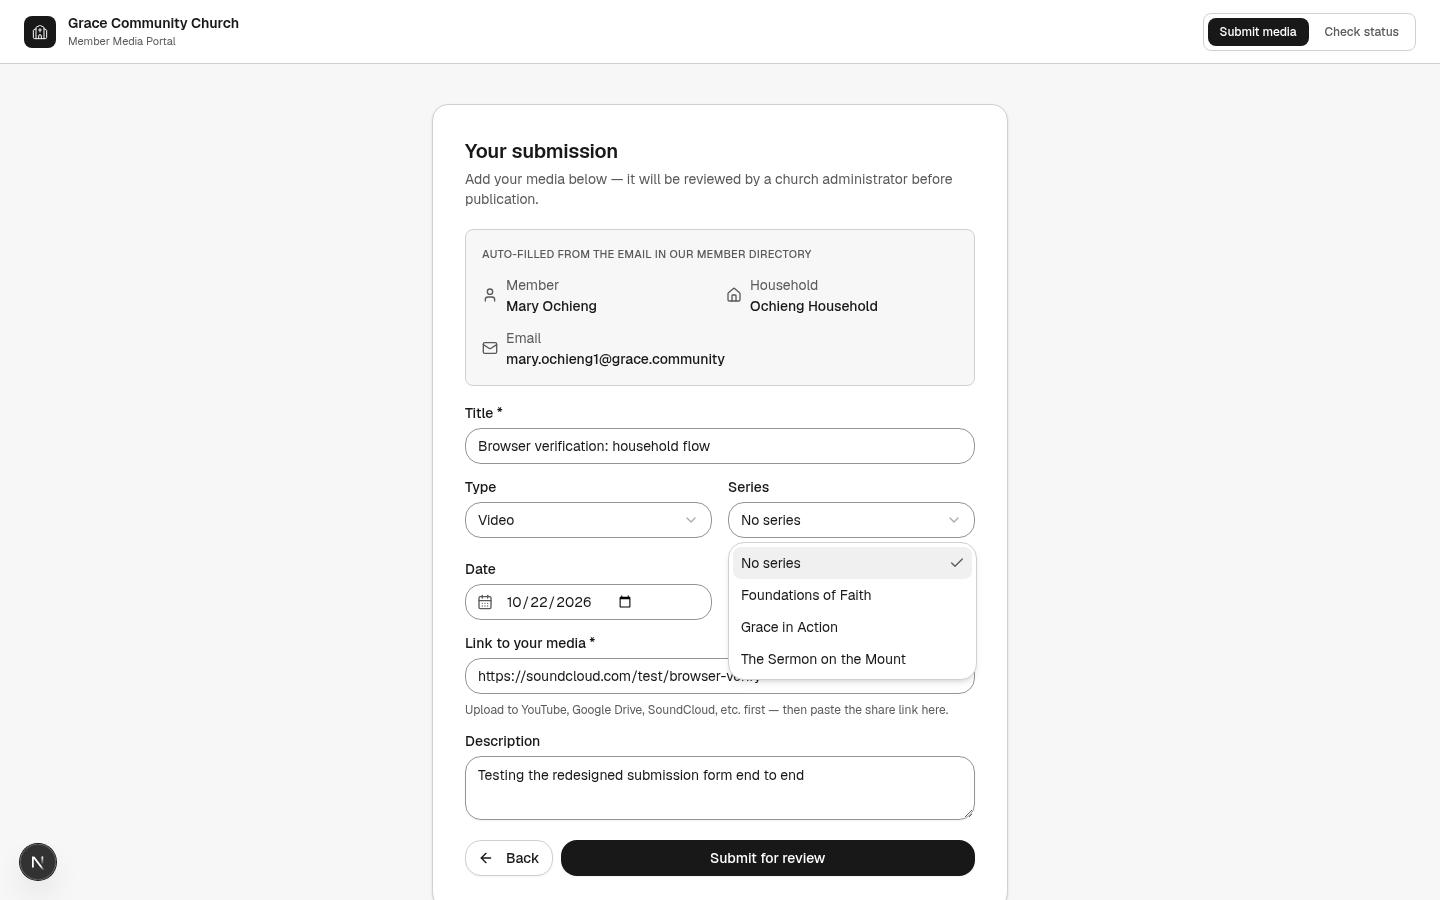 Grace Community Church
Member Media Portal
Submit media
Check status
Your submission
Add your media below — it will be reviewed by a church administrator before
publication.
AUTO-FILLED FROM THE EMAIL IN OUR MEMBER DIRECTORY
Member
Mary Ochieng
Household
Ochieng Household
Email
mary.ochieng1@grace.community
Title *
Browser verification: household flow
Type
Series
Video
No series
No series
Foundations of Faith
Grace in Action
The Sermon on the Mount
Date
10/22/2026
Link to your media *
https://soundcloud.com/test/browser-verify
Upload to YouTube, Google Drive, SoundCloud, etc. first — then paste the share link here.
Description
Testing the redesigned submission form end to end
Back
Submit for review
N